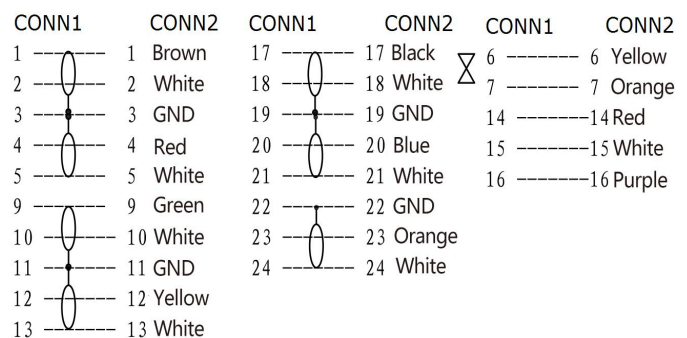 CONN1 CONN2
1 1 Brown
2 2 White
3 3 GND
4 4 Red
5 5 White
9 9 Green
10 10 White
11 11 GND
12 12 Yellow
13 13 White
CONN1 CONN2
17 17 Black
18 18 White
19 19 GND
20 20 Blue
21 21 White
22 22 GND
23 23 Orange
24 24 White
CONN1 CONN2
6 6 Yellow
7 7 Orange
14 14 Red
15 15 White
16 16 Purple